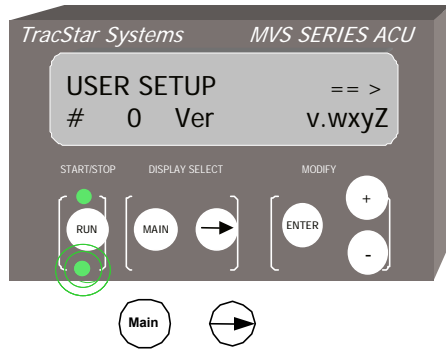 TracStar Systems MVS SERIES ACU
USER SETUP == >
# 0 Ver v.wxyZ
START/STOP DISPLAY SELECT MODIFY
+
RUN MAIN ENTER
-
Main